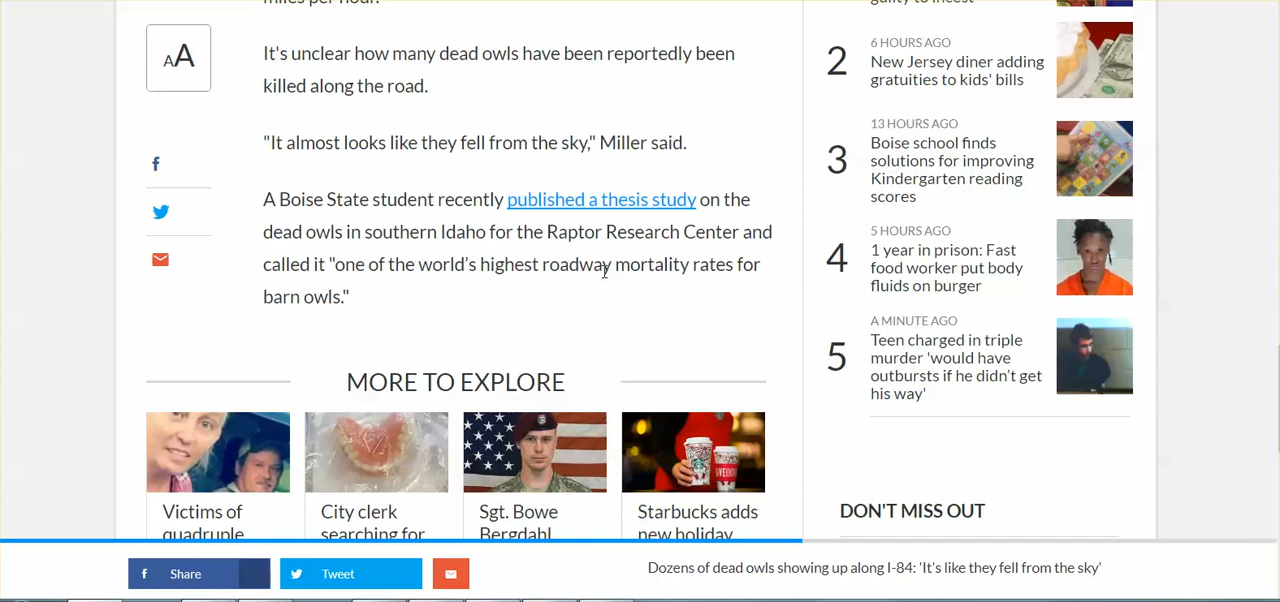 It's unclear how many dead owls have been reportedly been
killed along the road.
"It almost looks like they fell from the sky," Miller said.
A Boise State student recently published a thesis study on the
dead owls in southern Idaho for the Raptor Research Center and
called it "one of the world's highest roadway mortality rates for
barn owls."
AA
f
MORE TO EXPLORE
Victims of
quadruple
City clerk
searching for
Sgt. Bowe
Bergdahl
Starbucks adds
new holiday
2
6 HOURS AGO
New Jersey diner adding
gratuities to kids' bills
3
13 HOURS AGO
Boise school finds
solutions for improving
Kindergarten reading
scores
4
5 HOURS AGO
1 year in prison: Fast
food worker put body
fluids on burger
5
A MINUTE AGO
Teen charged in triple
murder 'would have
outbursts if he didn't get
his way'
DON'T MISS OUT
f Share
Tweet
Dozens of dead owls showing up along I-84: 'It's like they fell from the sky'